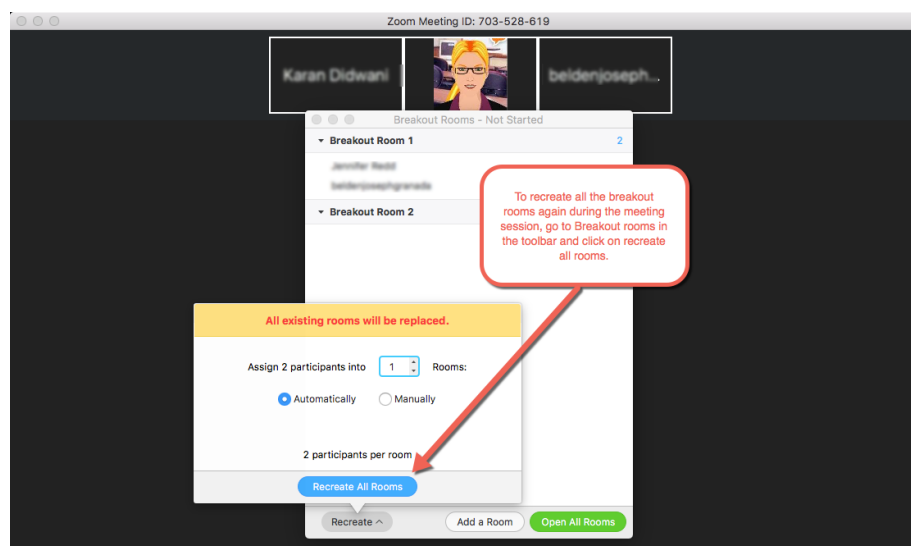 Zoom Meeting ID: 703-528-619
Karan Didwani
beldenjoseph...
Breakout Rooms - Not Started
Breakout Room 1 2
Jennifer Redd
beldenjosephgranada
Breakout Room 2
To recreate all the breakout
rooms again during the meeting
session, go to Breakout rooms in
the toolbar and click on recreate
all rooms.
All existing rooms will be replaced.
Assign 2 participants into 1 Rooms:
Automatically Manually
2 participants per room
Recreate All Rooms
Recreate Add a Room Open All Rooms